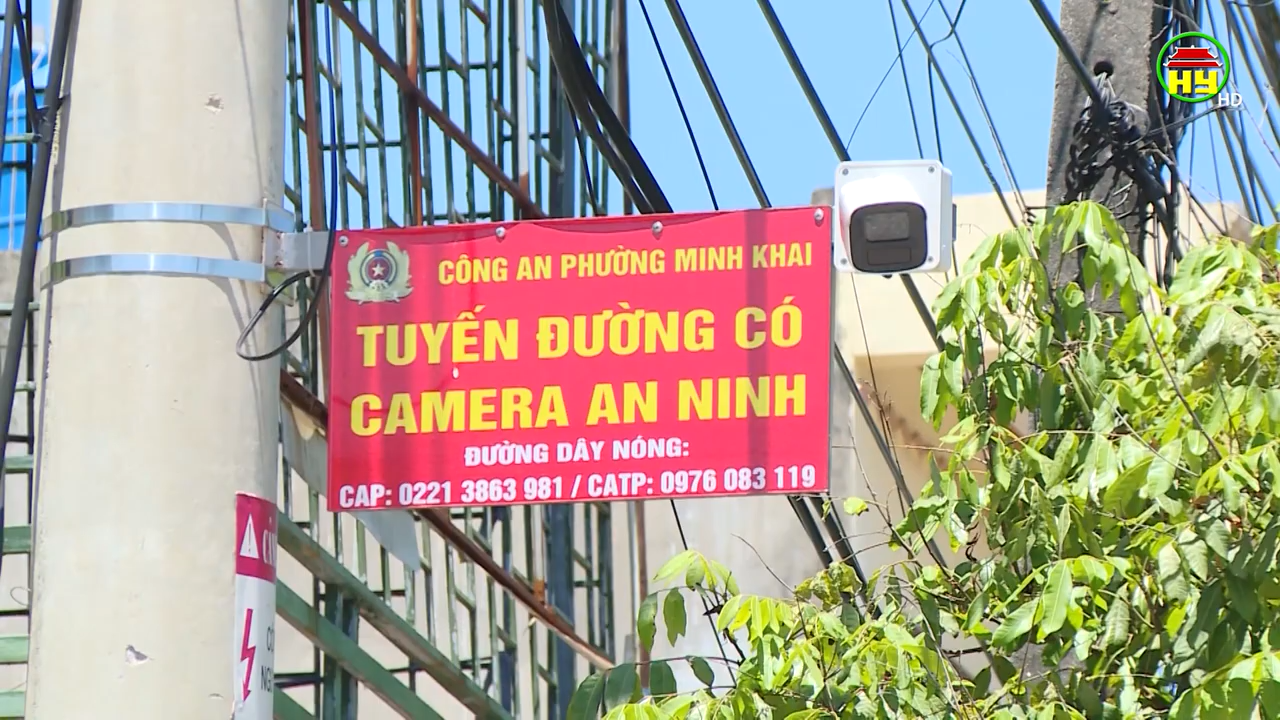 HY
HD
CÔNG AN PHƯỜNG MINH KHAI
TUYẾN ĐƯỜNG CÓ
CAMERA AN NINH
ĐƯỜNG DÂY NÓNG:
CAP: 0221 3863 981 / CATP: 0976 083 119